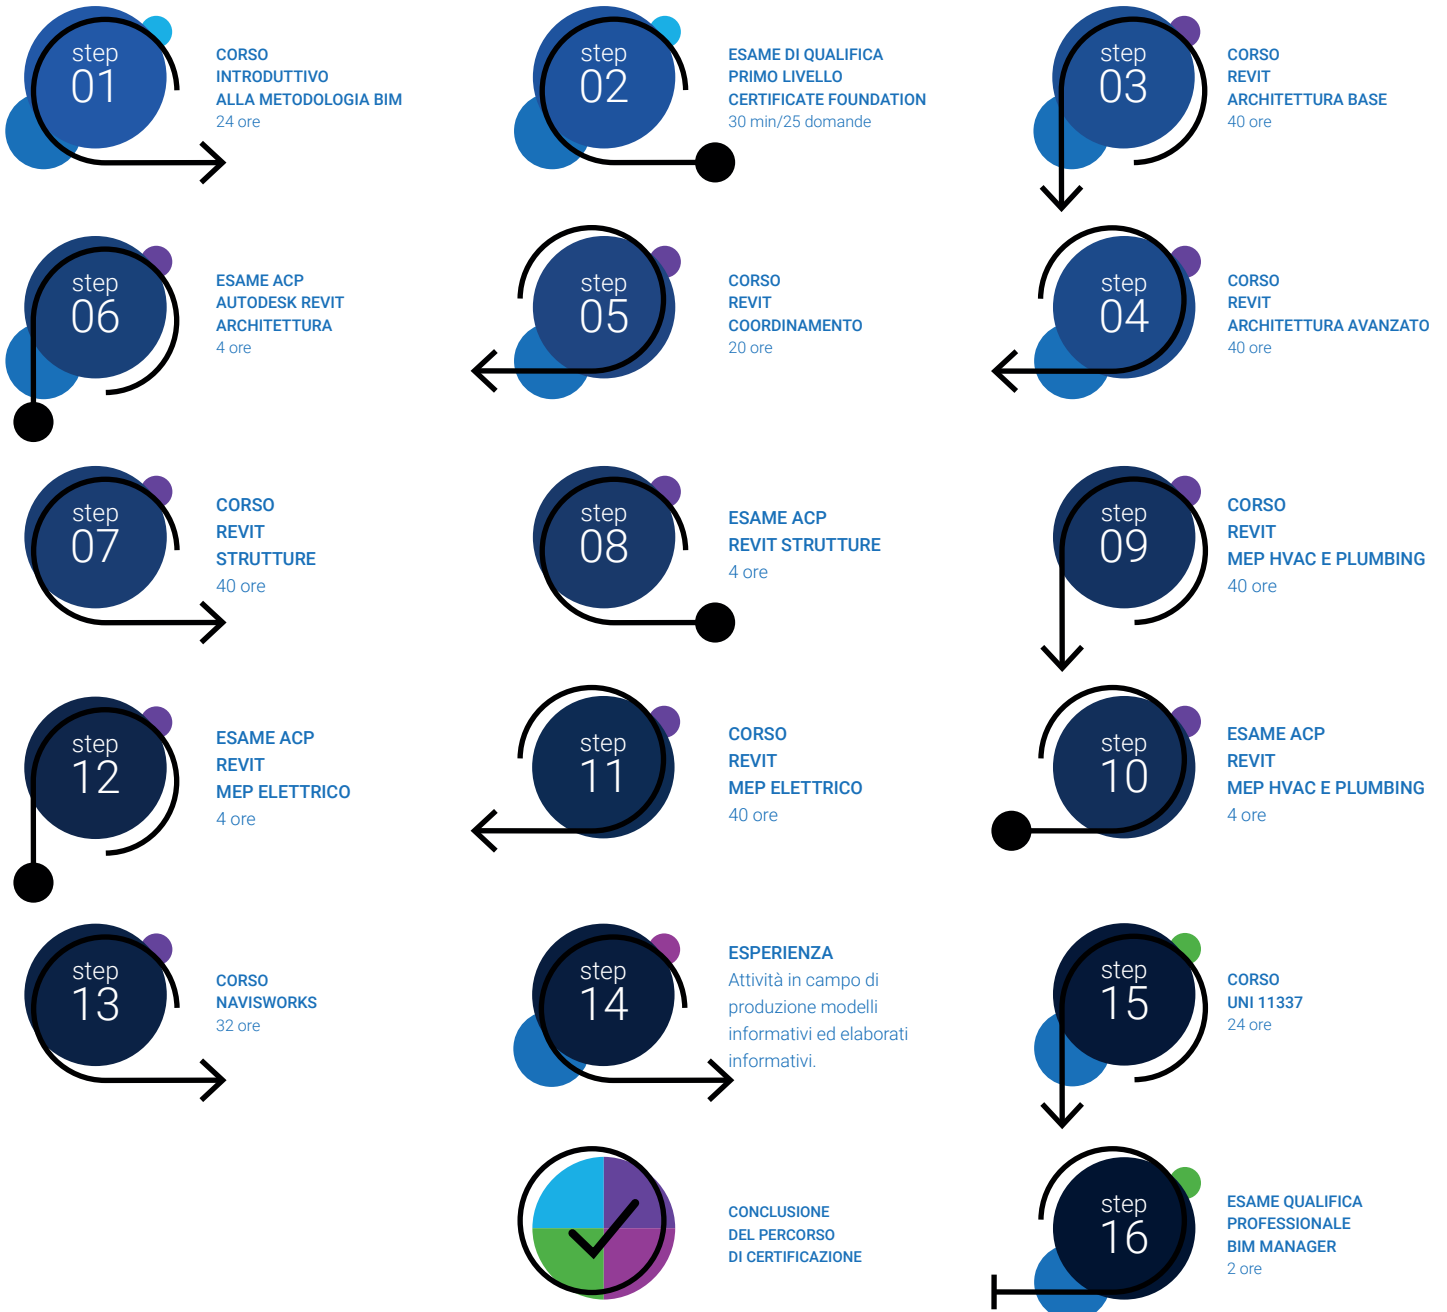 step
01
CORSO
INTRODUTTIVO
ALLA METODOLOGIA BIM
24 ore
step
02
ESAME DI QUALIFICA
PRIMO LIVELLO
CERTIFICATE FOUNDATION
30 min/25 domande
step
03
CORSO
REVIT
ARCHITETTURA BASE
40 ore
step
06
ESAME ACP
AUTODESK REVIT
ARCHITETTURA
4 ore
step
05
CORSO
REVIT
COORDINAMENTO
20 ore
step
04
CORSO
REVIT
ARCHITETTURA AVANZATO
40 ore
step
07
CORSO
REVIT
STRUTTURE
40 ore
step
08
ESAME ACP
REVIT STRUTTURE
4 ore
step
09
CORSO
REVIT
MEP HVAC E PLUMBING
40 ore
step
12
ESAME ACP
REVIT
MEP ELETTRICO
4 ore
step
11
CORSO
REVIT
MEP ELETTRICO
40 ore
step
10
ESAME ACP
REVIT
MEP HVAC E PLUMBING
4 ore
step
13
CORSO
NAVISWORKS
32 ore
step
14
ESPERIENZA
Attività in campo di
produzione modelli
informativi ed elaborati
informativi.
step
15
CORSO
UNI 11337
24 ore
CONCLUSIONE
DEL PERCORSO
DI CERTIFICAZIONE
step
16
ESAME QUALIFICA
PROFESSIONALE
BIM MANAGER
2 ore